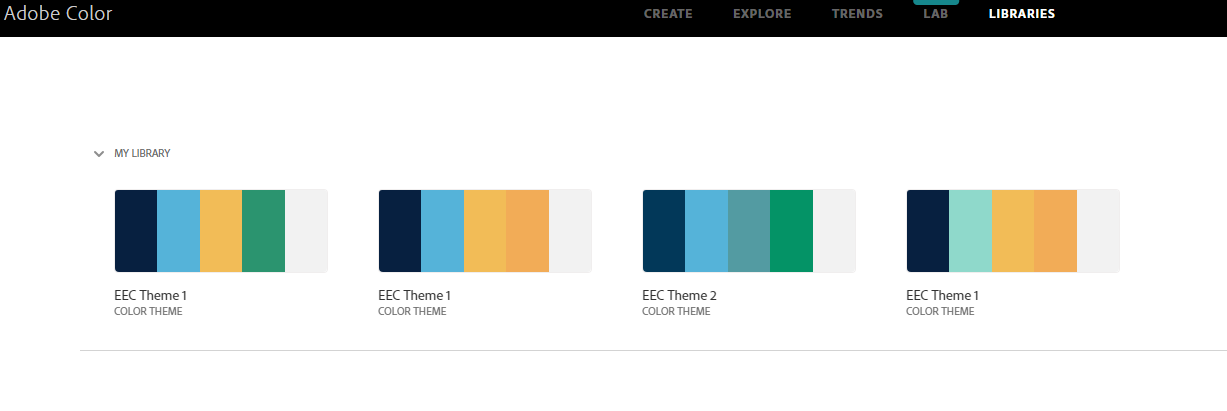 Adobe Color
CREATE EXPLORE TRENDS LAB LIBRARIES
MY LIBRARY
EEC Theme 1
COLOR THEME
EEC Theme 1
COLOR THEME
EEC Theme 2
COLOR THEME
EEC Theme 1
COLOR THEME